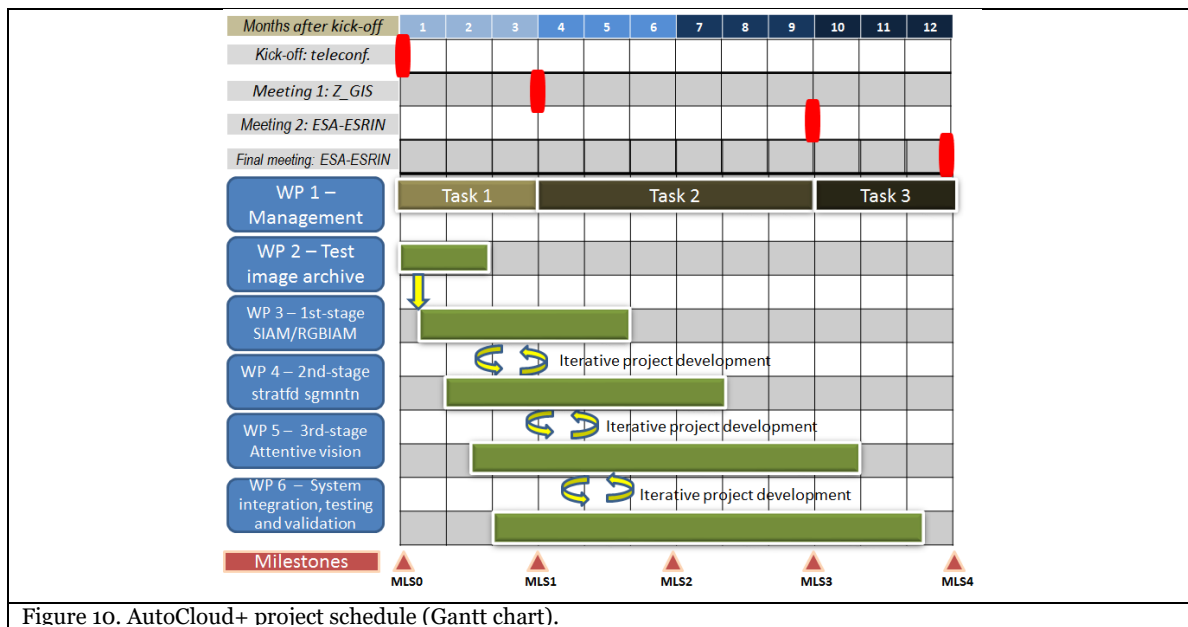 Months after kick-off 1 2 3 4 5 6 7 8 9 10 11 12
Kick-off: teleconf.
Meeting 1: Z_GIS
Meeting 2: ESA-ESRIN
Final meeting: ESA-ESRIN
WP 1 –
Management
Task 1 Task 2 Task 3
WP 2 – Test
image archive
WP 3 – 1st-stage
SIAM/RGBIAM
Iterative project development
WP 4 – 2nd-stage
stratfd sgmntn
Iterative project development
WP 5 – 3rd-stage
Attentive vision
Iterative project development
WP 6 – System
integration, testing
and validation
Milestones
MLS0 MLS1 MLS2 MLS3 MLS4
Figure 10. AutoCloud+ project schedule (Gantt chart).